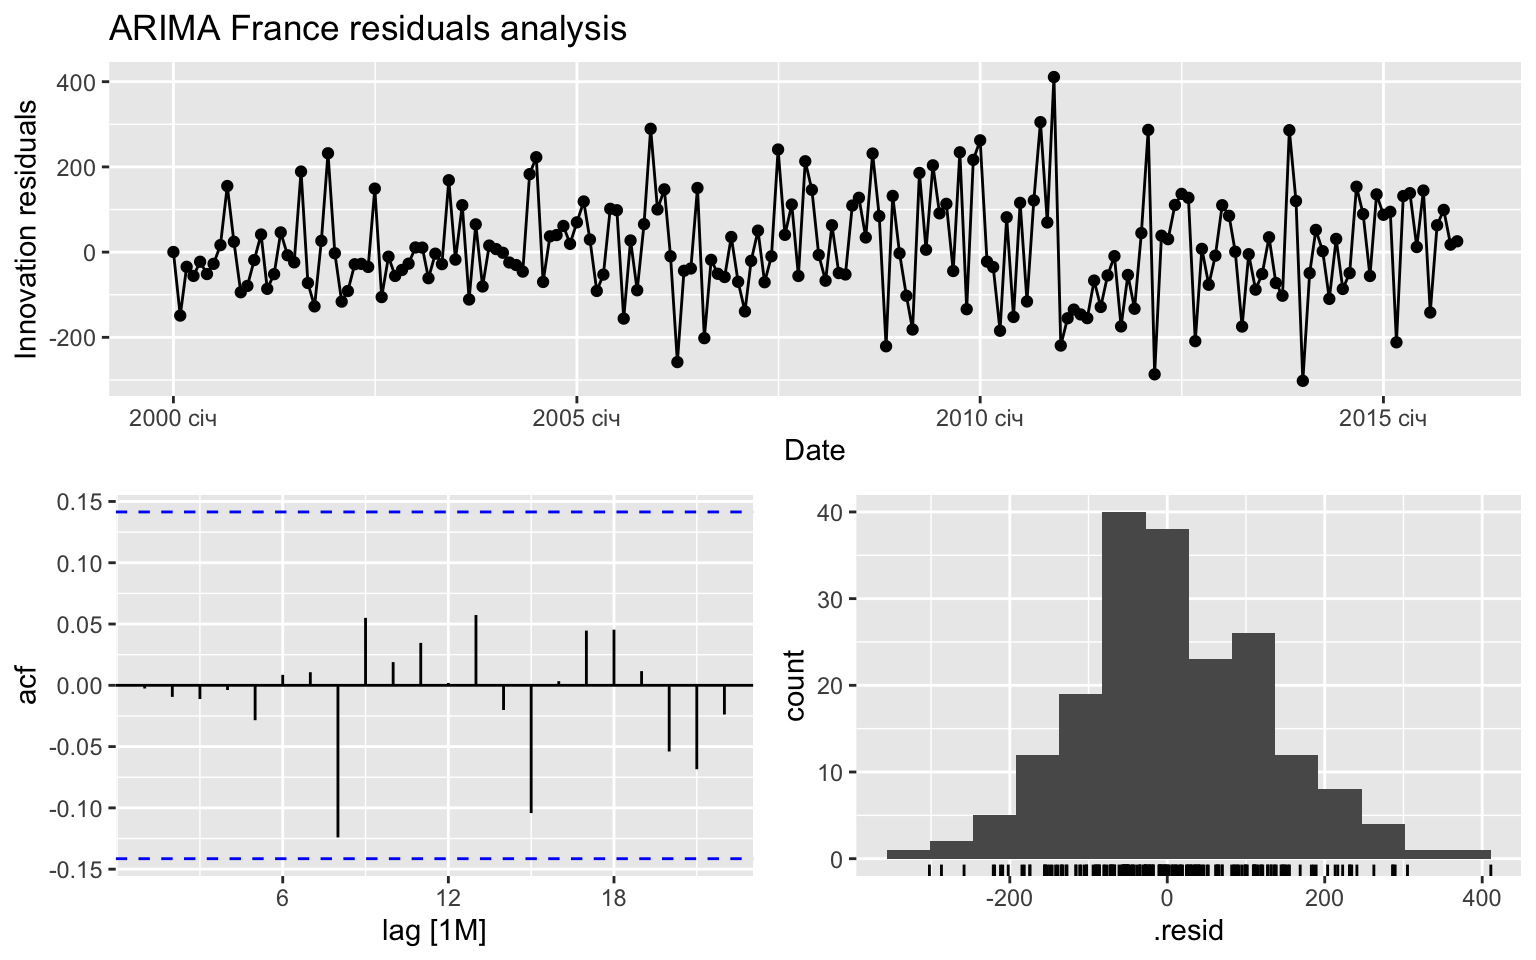 ARIMA France residuals analysis
Innovation residuals
400
200
0
-200
2000 січ
2005 січ
2010 січ
2015 січ
Date
acf
0.15
0.10
0.05
0.00
-0.05
-0.10
-0.15
6
12
18
lag [1M]
count
40
30
20
10
0
-200
0
200
400
.resid